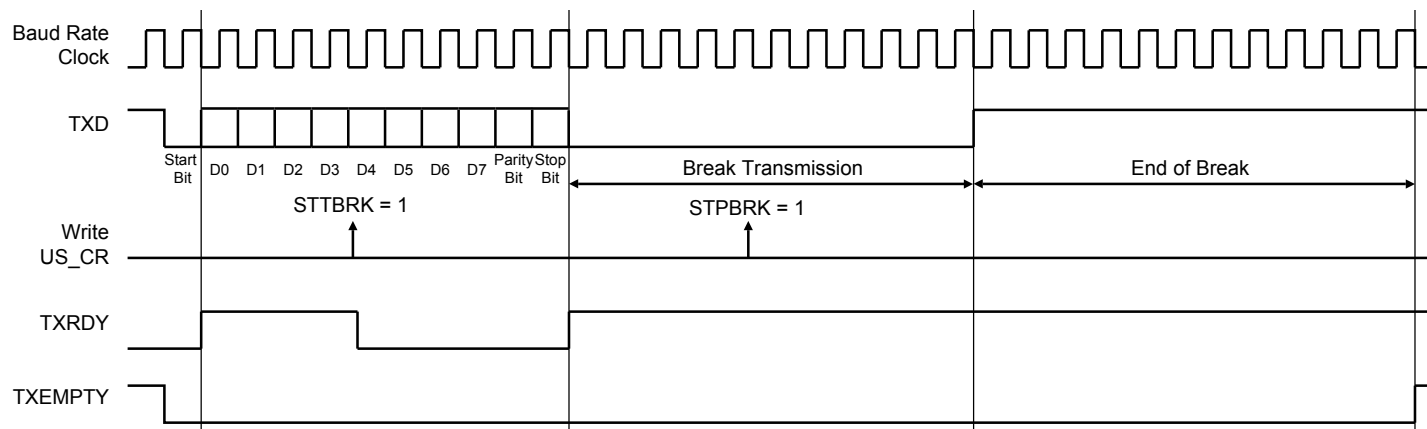 Baud Rate
Clock
TXD
Start
Bit
D0 D1 D2 D3 D4 D5 D6 D7
Parity
Bit
Stop
Bit
Break Transmission
End of Break
STTBRK = 1
STPBRK = 1
Write
US_CR
TXRDY
TXEMPTY